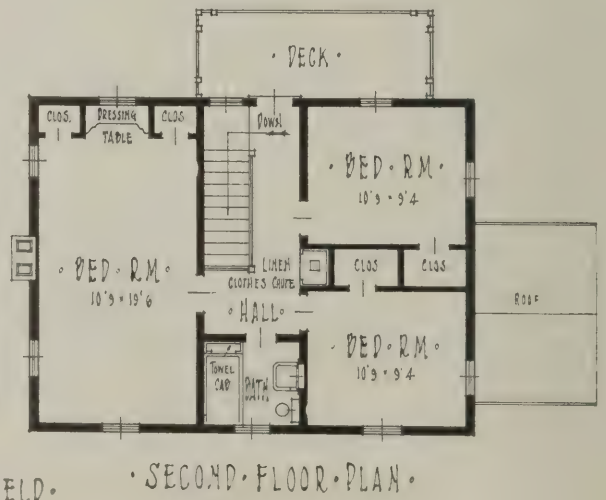 · DECK ·
CLOS.
DRESSING
TABLE
CLOS
DOWN
· BED · RM ·
10'9 × 9'4
· BED · RM ·
10'9 × 19'6
LINEN
CLOTHES CHUTE
CLOS
CLOS.
ROOF
· HALL ·
· BED · RM ·
10'9 × 9'4
TOWEL
CAB
BATH
ELD ·
· SECOND · FLOOR · PLAN ·